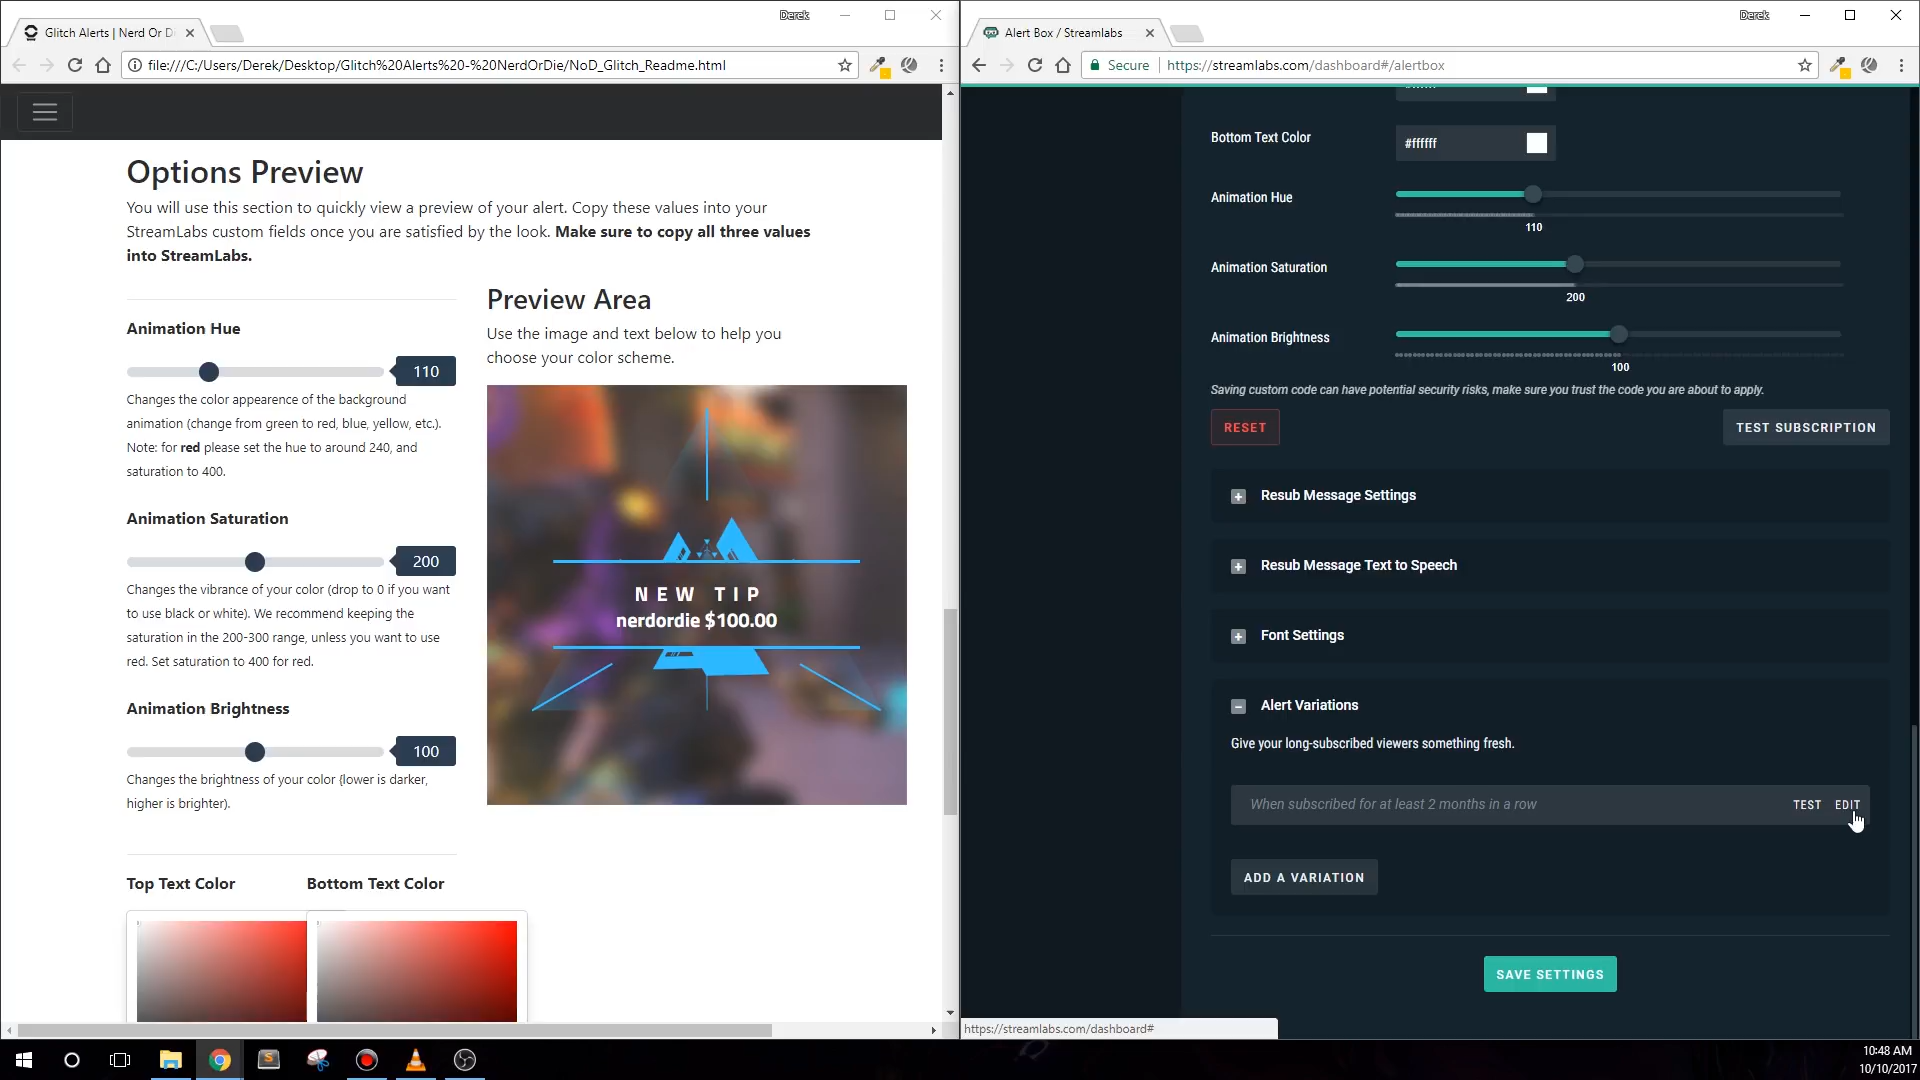 Derek
Glitch Alerts | Nerd Or Di
file:///C:/Users/Derek/Desktop/Glitch%20Alerts%20-%20NerdOrDie/NoD_Glitch_Readme.html
Options Preview
You will use this section to quickly view a preview of your alert. Copy these values into your
StreamLabs custom fields once you are satisfied by the look. Make sure to copy all three values
into StreamLabs.
Animation Hue
110
Changes the color appearence of the background
animation (change from green to red, blue, yellow, etc.).
Note: for red please set the hue to around 240, and
saturation to 400.
Animation Saturation
200
Changes the vibrance of your color (drop to 0 if you want
to use black or white). We recommend keeping the
saturation in the 200-300 range, unless you want to use
red. Set saturation to 400 for red.
Animation Brightness
100
Changes the brightness of your color (lower is darker,
higher is brighter).
Top Text Color
Bottom Text Color
Preview Area
Use the image and text below to help you
choose your color scheme.
NEW TIP
nerdordie $100.00
Derek
Alert Box / Streamlabs
Secure
https://streamlabs.com/dashboard#/alertbox
Bottom Text Color
#ffffff
Animation Hue
110
Animation Saturation
200
Animation Brightness
100
Saving custom code can have potential security risks, make sure you trust the code you are about to apply.
RESET
TEST SUBSCRIPTION
Resub Message Settings
Resub Message Text to Speech
Font Settings
Alert Variations
Give your long-subscribed viewers something fresh.
When subscribed for at least 2 months in a row
TEST
EDIT
ADD A VARIATION
SAVE SETTINGS
https://streamlabs.com/dashboard#
10:48 AM
10/10/2017